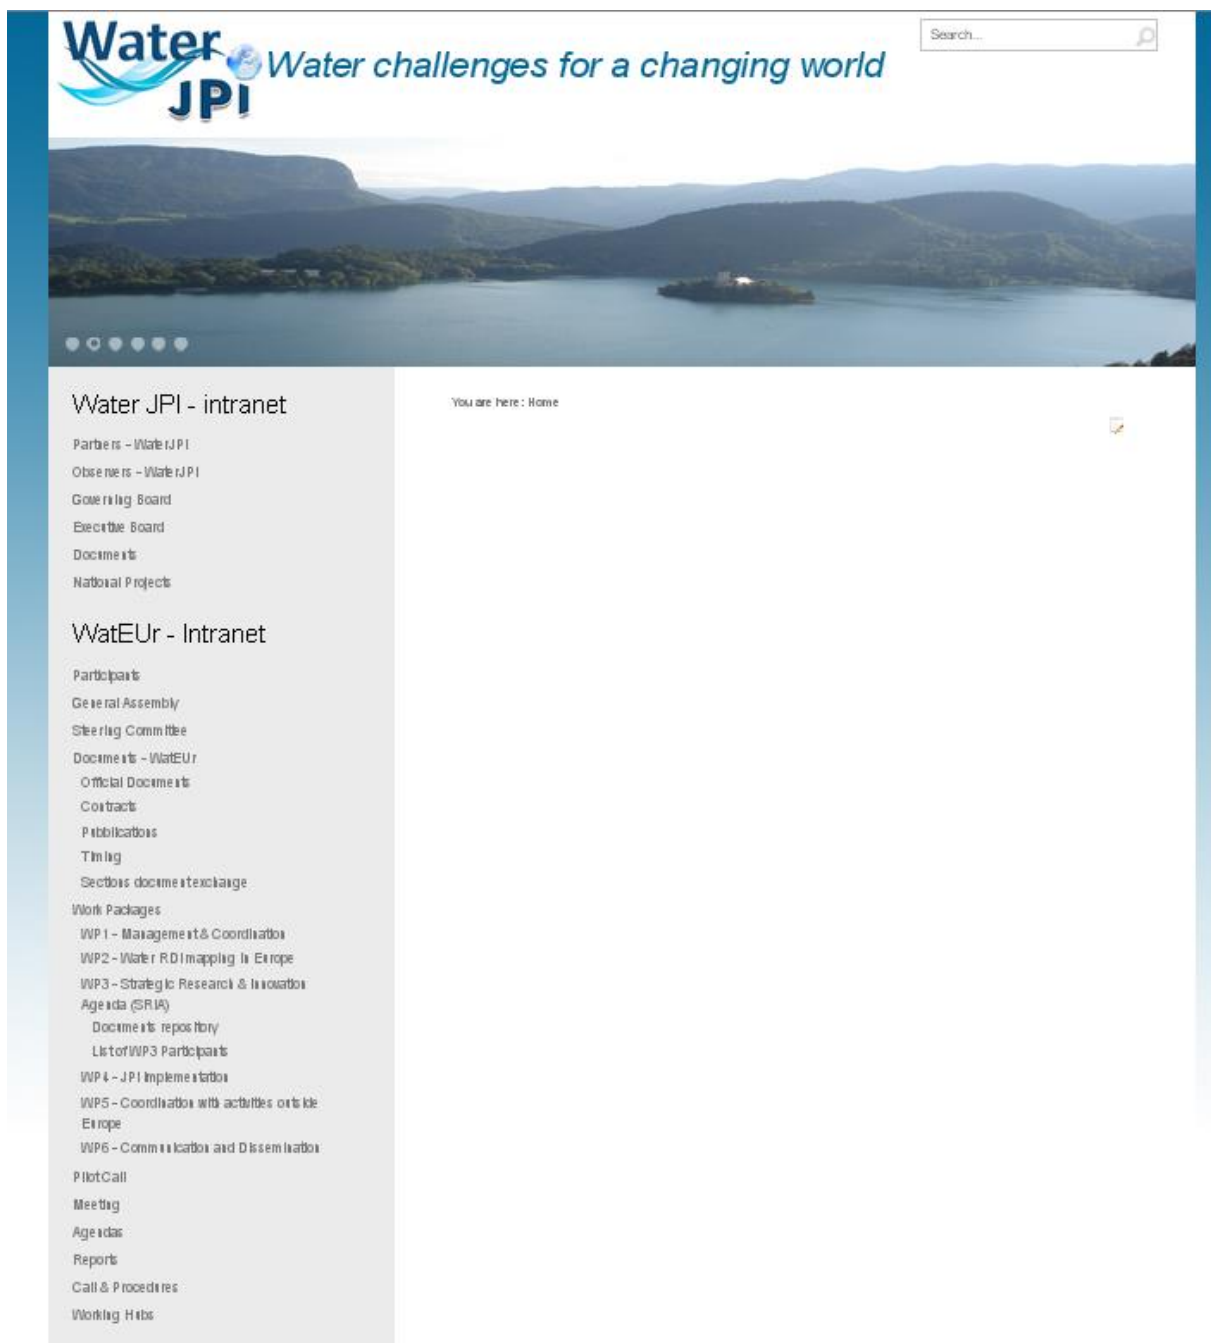 Water JPI
Water challenges for a changing world
Search...
Water JPI - intranet
You are here: Home
Partners - WaterJPI
Observers - WaterJPI
Governing Board
Executive Board
Documents
National Projects
WatEUr - Intranet
Participants
General Assembly
Steering Committee
Documents - WatEUr
Official Documents
Contracts
Pubblications
Timing
Sections document exchange
Work Packages
WP1 - Management & Coordination
WP2 - Water RDI mapping in Europe
WP3 - Strategic Research & Innovation
Agenda (SRIA)
Documents repository
List of WP3 Participants
WP4 - JPI Implementation
WP5 - Coordination with activities outside
Europe
WP6 - Communication and Dissemination
Pilot Call
Meeting
Agendas
Reports
Call & Procedures
Working Hubs